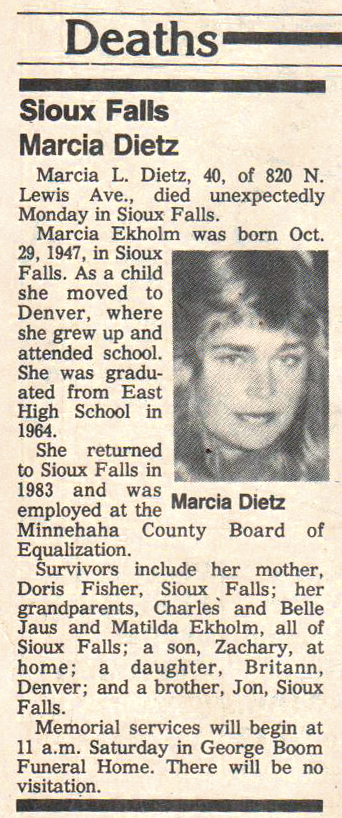 Deaths
Sioux Falls
Marcia Dietz
Marcia L. Dietz, 40, of 820 N.
Lewis Ave., died unexpectedly
Monday in Sioux Falls.
Marcia Ekholm was born Oct.
29, 1947, in Sioux
Falls. As a child
she moved to
Denver, where
she grew up and
attended school.
She was gradu-
ated from East
High School in
1964.
She returned
to Sioux Falls in
1983 and was
employed at the
Marcia Dietz
Minnehaha County Board of
Equalization.
Survivors include her mother,
Doris Fisher, Sioux Falls; her
grandparents, Charles and Belle
Jaus and Matilda Ekholm, all of
Sioux Falls; a son, Zachary, at
home; a daughter, Britann,
Denver; and a brother, Jon, Sioux
Falls.
Memorial services will begin at
11 a.m. Saturday in George Boom
Funeral Home. There will be no
visitation.